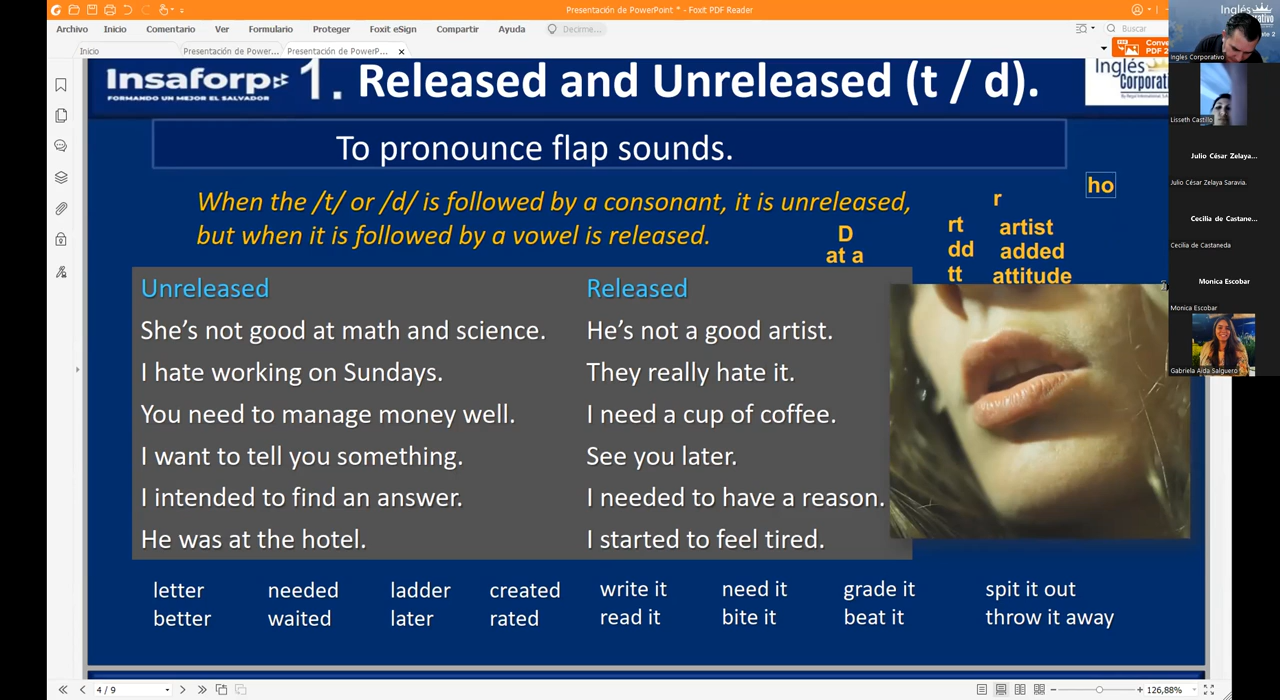 Presentación de PowerPoint * - Foxit PDF Reader
Archivo Inicio Comentario Ver Formulario Proteger Foxit eSign Compartir Ayuda Decirme... Buscar
Inicio Presentación de Power... Presentación de PowerP...
Conve
PDF 2
Insaforp
FORMANDO UN MEJOR EL SALVADOR
1. Released and Unreleased (t / d).
Inglés
Corporativo
To pronounce flap sounds.
When the /t/ or /d/ is followed by a consonant, it is unreleased,
but when it is followed by a vowel is released.
D
at a
r
rt artist
dd added
tt attitude
ho
Unreleased
She's not good at math and science.
I hate working on Sundays.
You need to manage money well.
I want to tell you something.
I intended to find an answer.
He was at the hotel.
Released
He's not a good artist.
They really hate it.
I need a cup of coffee.
See you later.
I needed to have a reason.
I started to feel tired.
letter needed ladder created write it need it grade it spit it out
better waited later rated read it bite it beat it throw it away
Inglés
Ingles Corporativo
Lisseth Castillo
Julio César Zelaya...
Julio César Zelaya Saravia.
Cecilia de Castane...
Cecilia de Castaneda
Monica Escobar
Monica Escobar
Gabriela Aida Salguero
4 / 9
126,88%